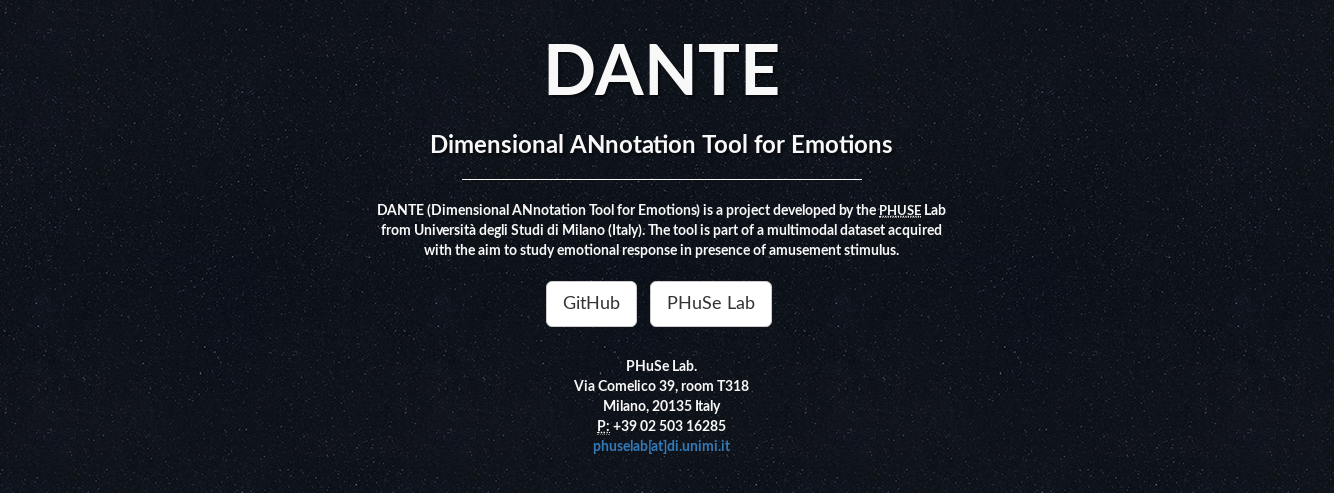 DANTE
Dimensional ANnotation Tool for Emotions
DANTE (Dimensional ANnotation Tool for Emotions) is a project developed by the PHUSE Lab
from Università degli Studi di Milano (Italy). The tool is part of a multimodal dataset acquired
with the aim to study emotional response in presence of amusement stimulus.
GitHub PHuSe Lab
PHuSe Lab.
Via Comelico 39, room T318
Milano, 20135 Italy
P: +39 02 503 16285
phuselab[at]di.unimi.it